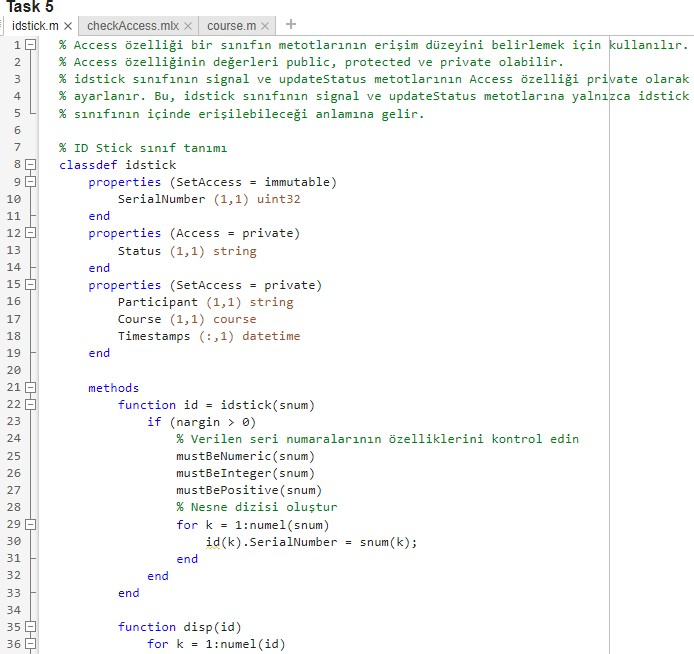 Task 5
idstick.m × checkAccess.mlx × course.m × +
1 % Access özelliği bir sınıfın metotlarının erişim düzeyini belirlemek için kullanılır.
2 % Access özelliğinin değerleri public, protected ve private olabilir.
3 % idstick sınıfının signal ve updateStatus metotlarının Access özelliği private olarak
4 % ayarlanır. Bu, idstick sınıfının signal ve updateStatus metotlarına yalnızca idstick
5 % sınıfının içinde erişilebileceği anlamına gelir.
6
7 % ID Stick sınıf tanımı
8 classdef idstick
9 properties (SetAccess = immutable)
10 SerialNumber (1,1) uint32
11 end
12 properties (Access = private)
13 Status (1,1) string
14 end
15 properties (SetAccess = private)
16 Participant (1,1) string
17 Course (1,1) course
18 Timestamps (:,1) datetime
19 end
20
21 methods
22 function id = idstick(snum)
23 if (nargin > 0)
24 % Verilen seri numaralarının özelliklerini kontrol edin
25 mustBeNumeric(snum)
26 mustBeInteger(snum)
27 mustBePositive(snum)
28 % Nesne dizisi oluştur
29 for k = 1:numel(snum)
30 id(k).SerialNumber = snum(k);
31 end
32 end
33 end
34
35 function disp(id)
36 for k = 1:numel(id)